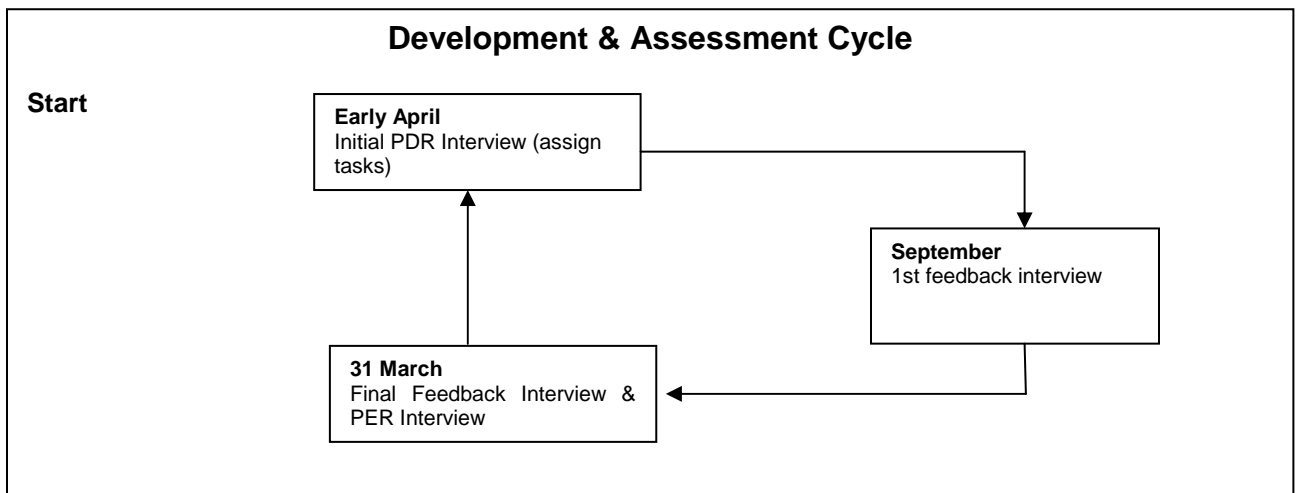 Development & Assessment Cycle
Start
Early April
Initial PDR Interview (assign
tasks)
September
1st feedback interview
31 March
Final Feedback Interview &
PER Interview